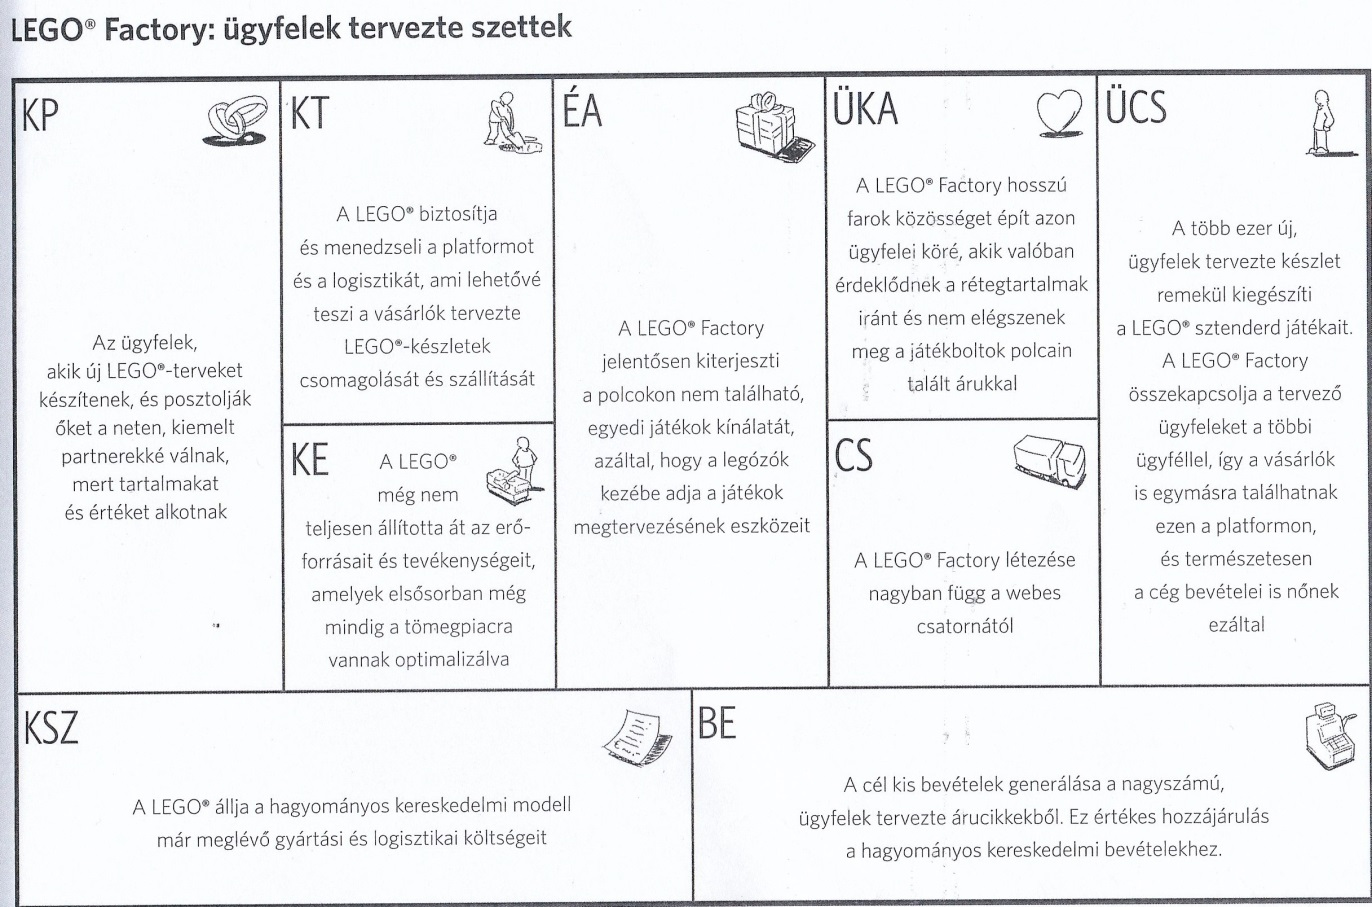 LEGO® Factory: ügyfelek tervezte szettek
KP
Az ügyfelek,
akik új LEGO®-terveket
készítenek, és posztolják
őket a neten, kiemelt
partnerekké válnak,
mert tartalmakat
és értéket alkotnak
KT
A LEGO® biztosítja
és menedzseli a platformot
és a logisztikát, ami lehetővé
teszi a vásárlók tervezte
LEGO®-készletek
csomagolását és szállítását
KE
A LEGO®
még nem
teljesen állította át az erő-
forrásait és tevékenységeit,
amelyek elsősorban még
mindig a tömegpiacra
vannak optimalizálva
ÉA
A LEGO® Factory
jelentősen kiterjeszti
a polcokon nem található,
egyedi játékok kínálatát,
azáltal, hogy a legózók
kezébe adja a játékok
megtervezésének eszközeit
ÜKA
A LEGO® Factory hosszú
farok közösséget épít azon
ügyfelei köré, akik valóban
érdeklődnek a rétegtartalmak
iránt és nem elégszenek
meg a játékboltok polcain
talált árukkal
CS
A LEGO® Factory létezése
nagyban függ a webes
csatornától
ÜCS
A több ezer új,
ügyfelek tervezte készlet
remekül kiegészíti
a LEGO® sztenderd játékait.
A LEGO® Factory
összekapcsolja a tervező
ügyfeleket a többi
ügyféllel, így a vásárlók
is egymásra találhatnak
ezen a platformon,
és természetesen
a cég bevételei is nőnek
ezáltal
KSZ
A LEGO® állja a hagyományos kereskedelmi modell
már meglévő gyártási és logisztikai költségeit
BE
A cél kis bevételek generálása a nagyszámú,
ügyfelek tervezte árucikkekből. Ez értékes hozzájárulás
a hagyományos kereskedelmi bevételekhez.